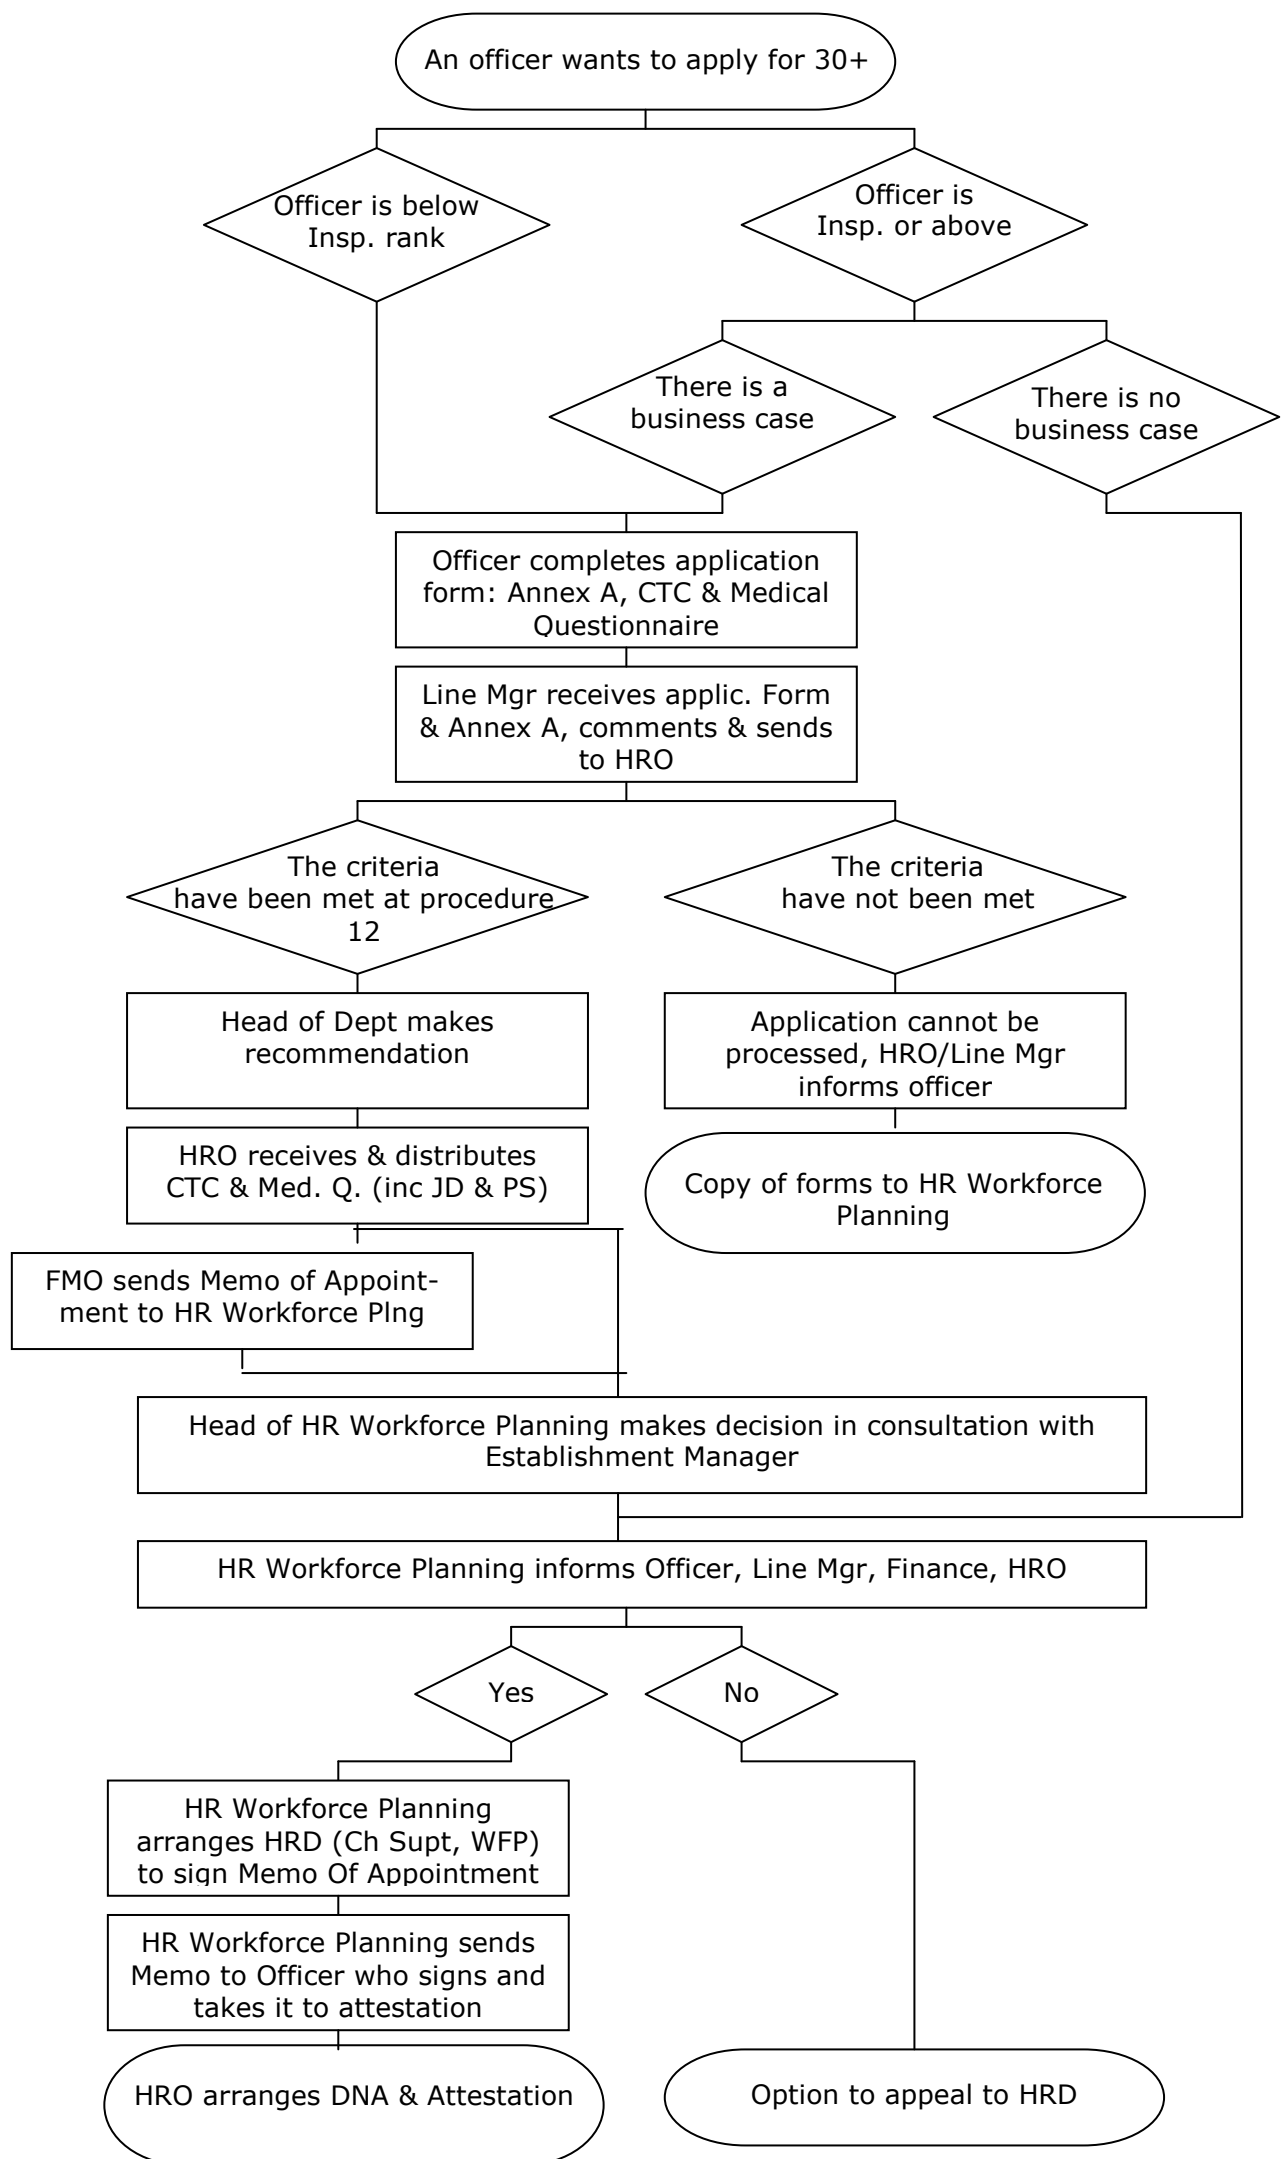 An officer wants to apply for 30+
Officer is below
Insp. rank
Officer is
Insp. or above
There is a
business case
There is no
business case
Officer completes application
form: Annex A, CTC & Medical
Questionnaire
Line Mgr receives applic. Form
& Annex A, comments & sends
to HRO
The criteria
have been met at procedure
12
The criteria
have not been met
Head of Dept makes
recommendation
Application cannot be
processed, HRO/Line Mgr
informs officer
HRO receives & distributes
CTC & Med. Q. (inc JD & PS)
Copy of forms to HR Workforce
Planning
FMO sends Memo of Appoint-
ment to HR Workforce Plng
Head of HR Workforce Planning makes decision in consultation with
Establishment Manager
HR Workforce Planning informs Officer, Line Mgr, Finance, HRO
Yes
No
HR Workforce Planning
arranges HRD (Ch Supt, WFP)
to sign Memo Of Appointment
HR Workforce Planning sends
Memo to Officer who signs and
takes it to attestation
HRO arranges DNA & Attestation
Option to appeal to HRD